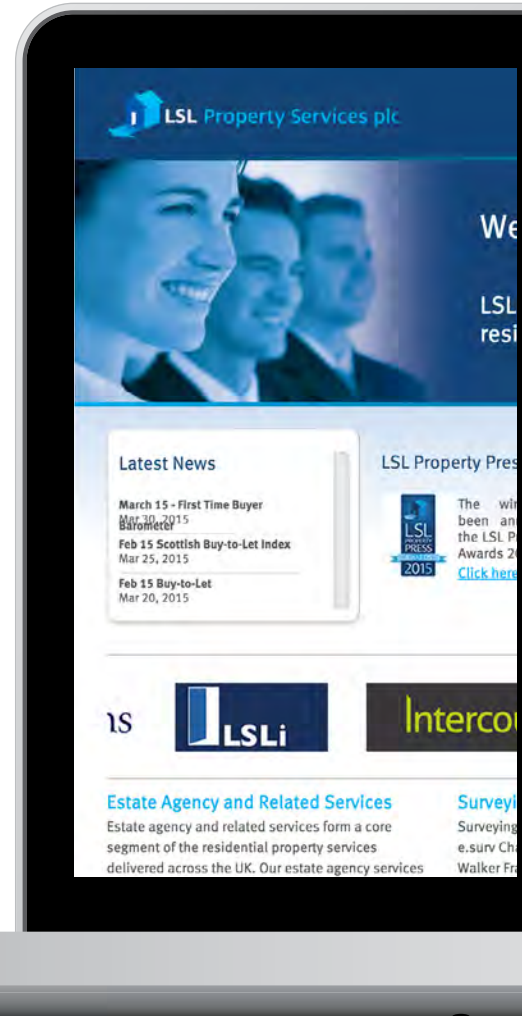 LSL Property Services plc
We
LSL
resi
Latest News
March 15 - First Time Buyer
Barometer
Mar 30, 2015
Feb 15 Scottish Buy-to-Let Index
Mar 25, 2015
Feb 15 Buy-to-Let
Mar 20, 2015
LSL Property Pres
LSL
PROPERTY
PRESS
2015
The win
been an
the LSL P
Awards 20
Click here
ns
LSLi
Intercou
Estate Agency and Related Services
Estate agency and related services form a core
segment of the residential property services
delivered across the UK. Our estate agency services
Surveyi
Surveying
e.surv Cha
Walker Fra